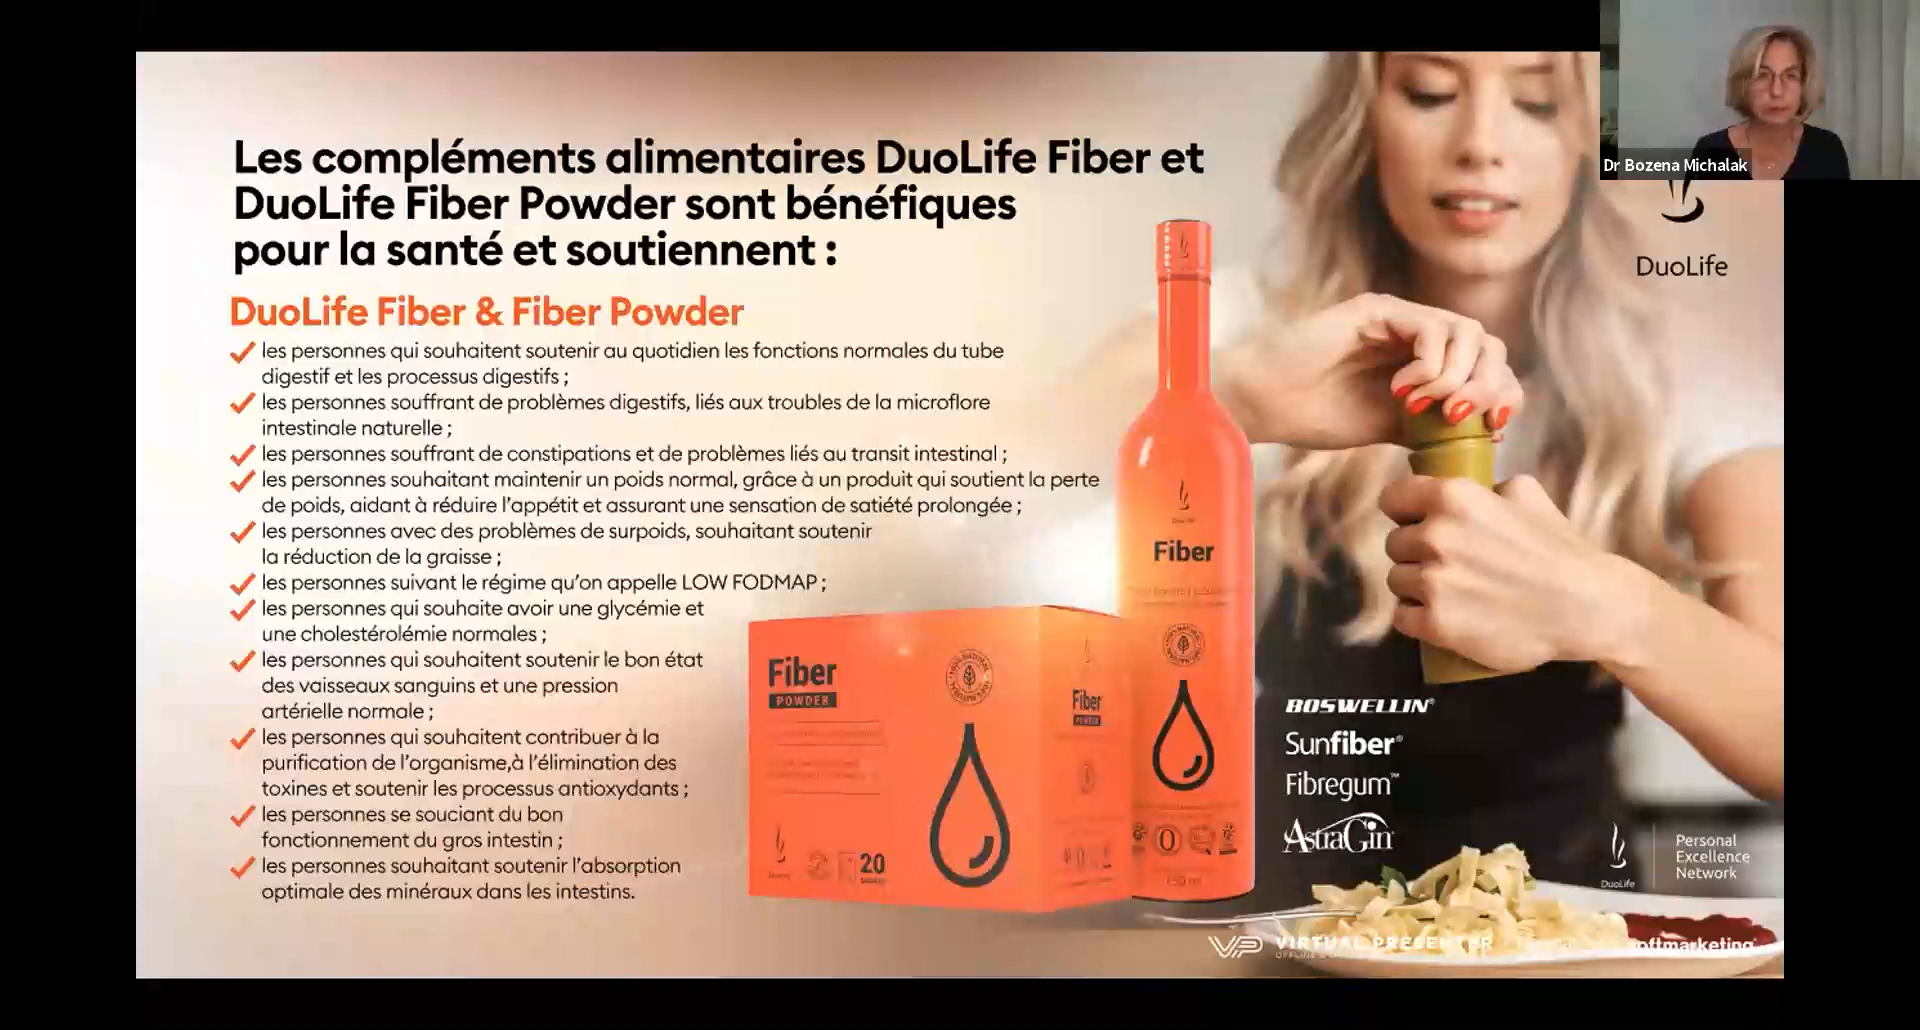 Dr Bozena Michalak
DuoLife
Les compléments alimentaires DuoLife Fiber et
DuoLife Fiber Powder sont bénéfiques
pour la santé et soutiennent :
DuoLife Fiber & Fiber Powder
les personnes qui souhaitent soutenir au quotidien les fonctions normales du tube
digestif et les processus digestifs ;
les personnes souffrant de problèmes digestifs, liés aux troubles de la microflore
intestinale naturelle ;
les personnes souffrant de constipations et de problèmes liés au transit intestinal ;
les personnes souhaitant maintenir un poids normal, grâce à un produit qui soutient la perte
de poids, aidant à réduire l'appétit et assurant une sensation de satiété prolongée ;
les personnes avec des problèmes de surpoids, souhaitant soutenir
la réduction de la graisse ;
les personnes suivant le régime qu'on appelle LOW FODMAP ;
les personnes qui souhaite avoir une glycémie et
une cholestérolémie normales ;
les personnes qui souhaitent soutenir le bon état
des vaisseaux sanguins et une pression
artérielle normale ;
les personnes qui souhaitent contribuer à la
purification de l'organisme,à l'élimination des
toxines et soutenir les processus antioxydants ;
les personnes se souciant du bon
fonctionnement du gros intestin ;
les personnes souhaitant soutenir l'absorption
optimale des minéraux dans les intestins.
Fiber
POWDER
20
Fiber
Fiber
750 ml
BOSWELLIN®
Sunfiber®
Fibregum™
AstraGin®
DuoLife
Personal
Excellence
Network
VP VIRTUAL PRESENTER
softmarketing